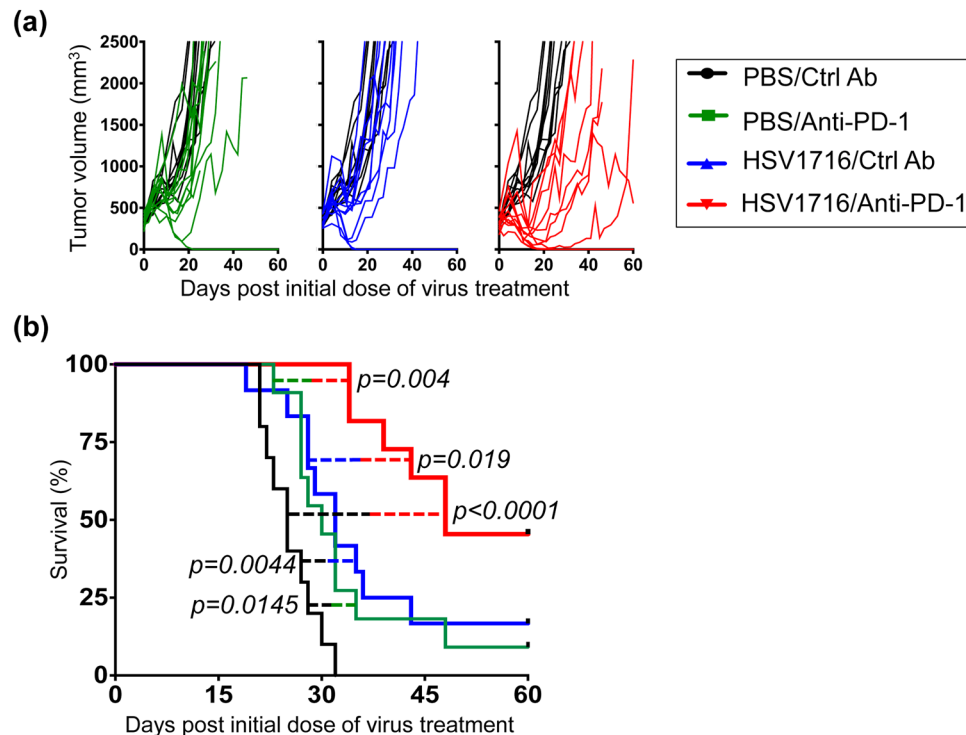 (a)
Tumor volume (mm³)
2500
2000
1500
1000
500
0
0 20 40 60
0 20 40 60
0 20 40 60
Days post initial dose of virus treatment
PBS/Ctrl Ab
PBS/Anti-PD-1
HSV1716/Ctrl Ab
HSV1716/Anti-PD-1
(b)
Survival (%)
100
75
50
25
0
p=0.004
p=0.019
p<0.0001
p=0.0044
p=0.0145
0 15 30 45 60
Days post initial dose of virus treatment